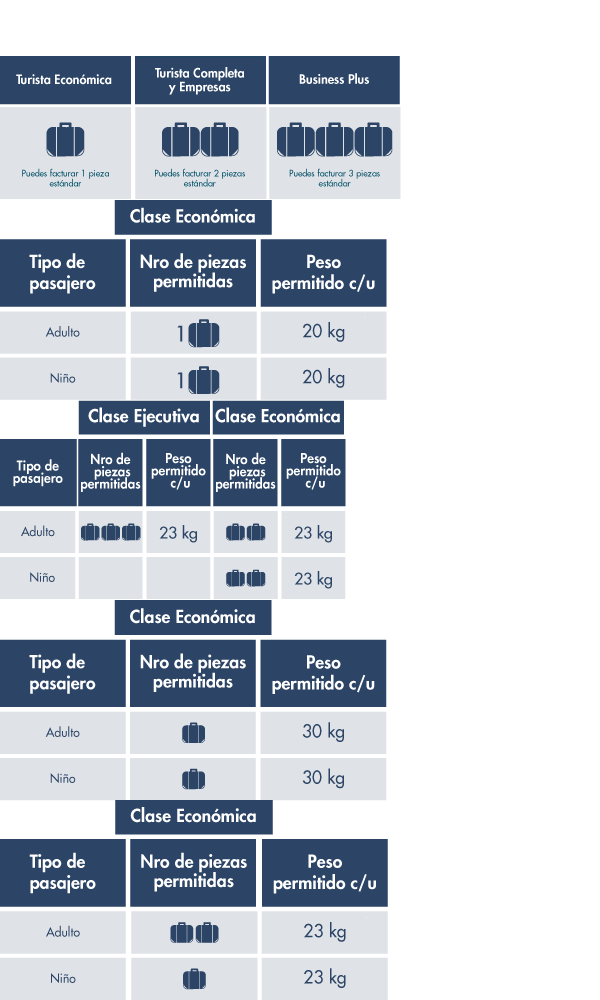 Turista Económica
Turista Completa
y Empresas
Business Plus
Puedes facturar 1 pieza
estándar
Puedes facturar 2 piezas
estándar
Puedes facturar 3 piezas
estándar
Clase Económica
Tipo de
pasajero
Nro de piezas
permitidas
Peso
permitido c/u
Adulto
1
20 kg
Niño
1
20 kg
Clase Ejecutiva
Clase Económica
Tipo de
pasajero
Nro de
piezas
permitidas
Peso
permitido
c/u
Nro de
piezas
permitidas
Peso
permitido
c/u
Adulto
23 kg
23 kg
Niño
23 kg
Clase Económica
Tipo de
pasajero
Nro de piezas
permitidas
Peso
permitido c/u
Adulto
30 kg
Niño
30 kg
Clase Económica
Tipo de
pasajero
Nro de piezas
permitidas
Peso
permitido c/u
Adulto
23 kg
Niño
23 kg